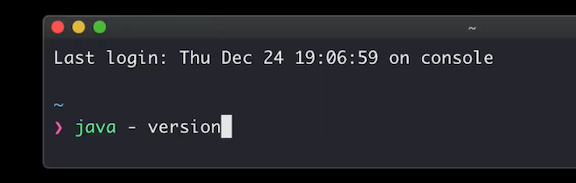 ~
Last login: Thu Dec 24 19:06:59 on console
~
❯ java - version